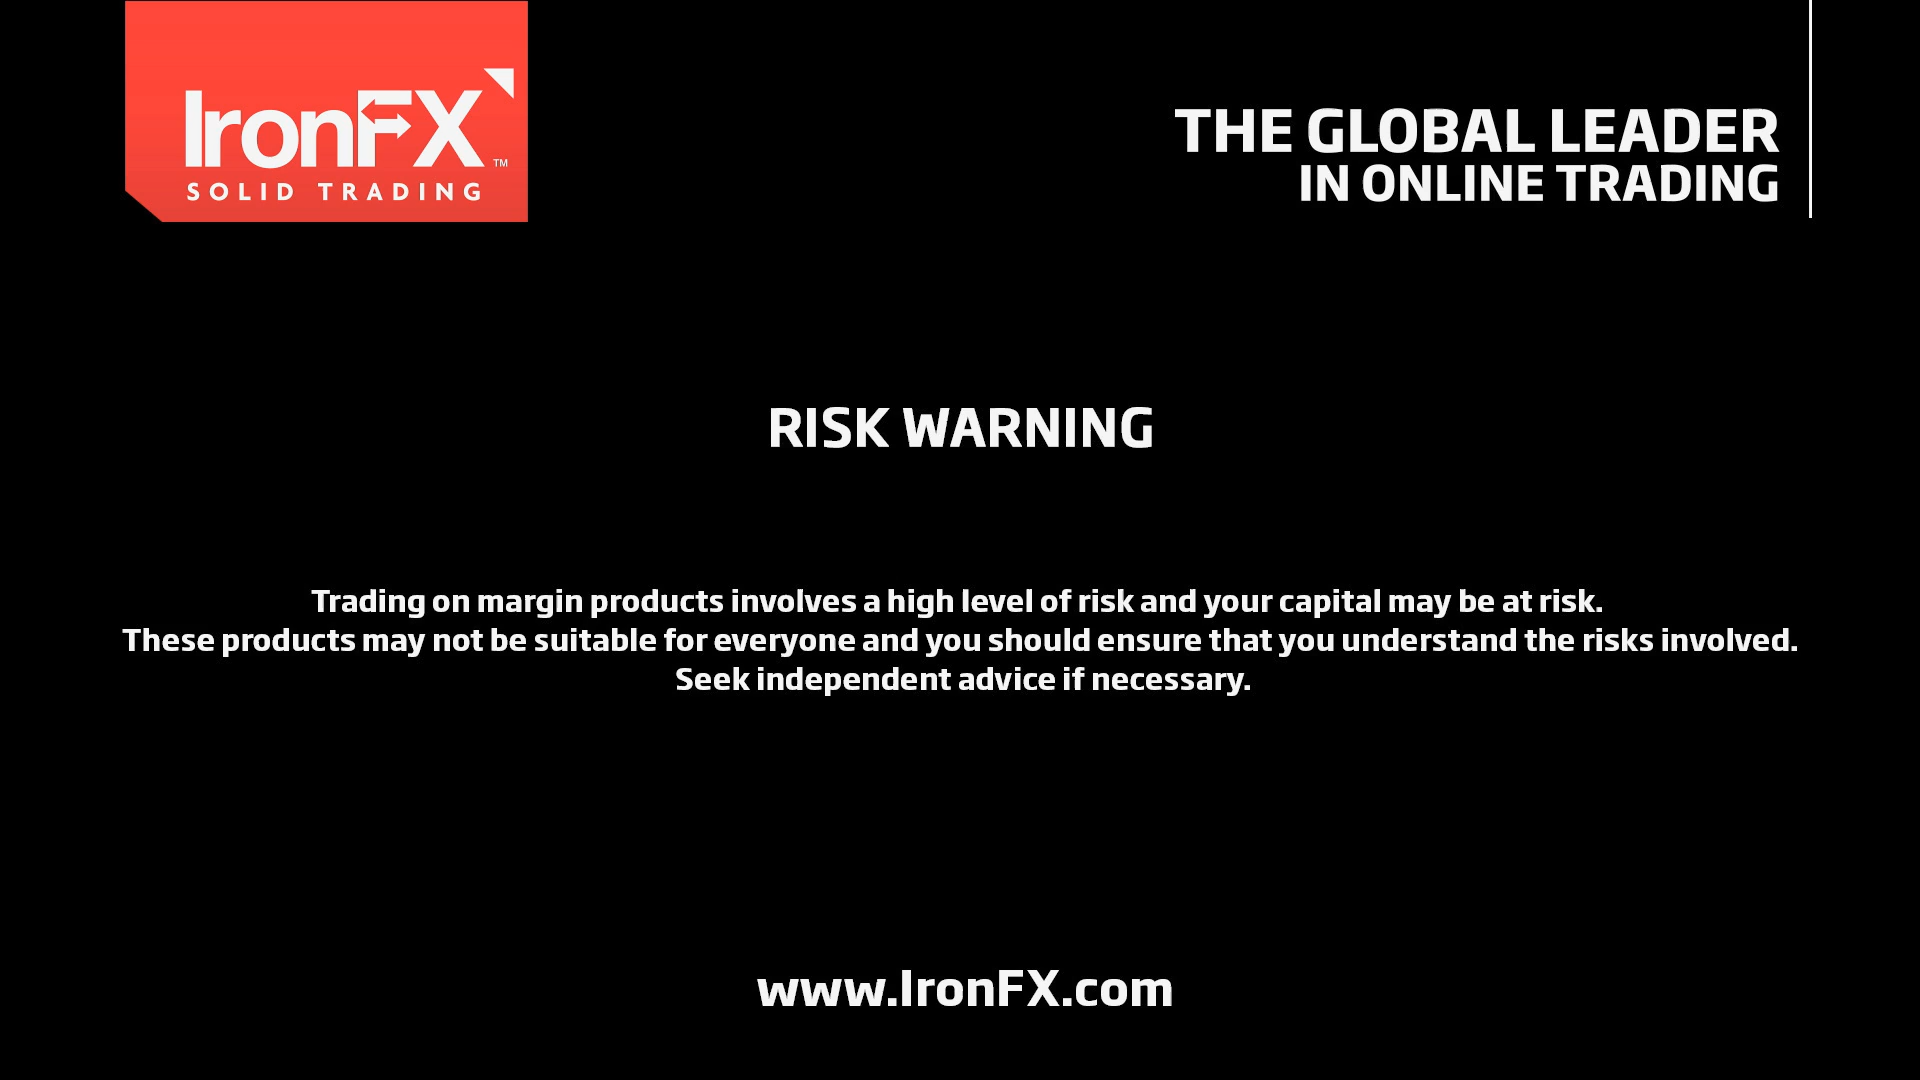 IronFX™
SOLID TRADING
THE GLOBAL LEADER
IN ONLINE TRADING
RISK WARNING
Trading on margin products involves a high level of risk and your capital may be at risk.
These products may not be suitable for everyone and you should ensure that you understand the risks involved.
Seek independent advice if necessary.
www.IronFX.com